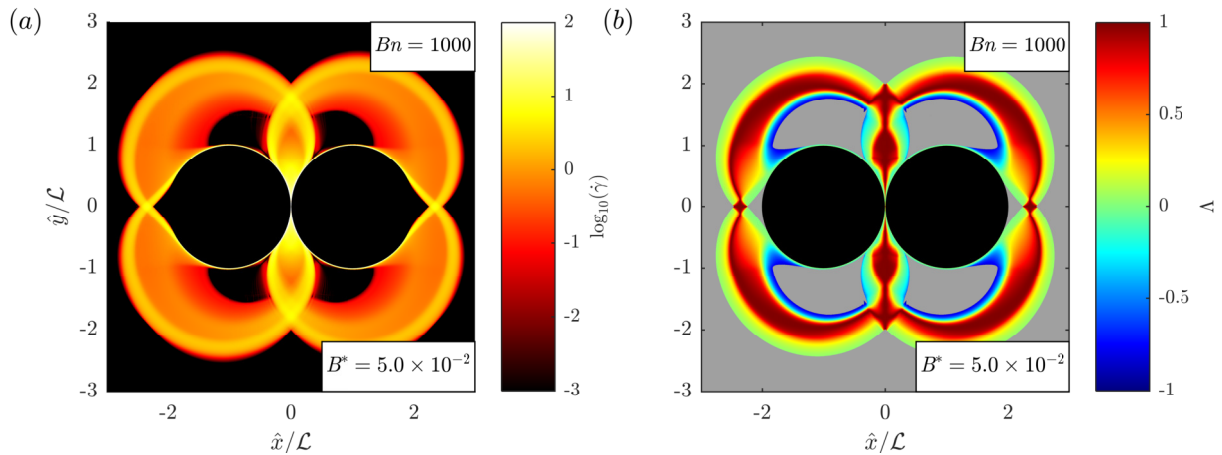 (a)
3
2
1
0
-1
-2
-3
ŷ/ℒ
-2
0
2
x̂/ℒ
Bn = 1000
B* = 5.0 × 10⁻²
2
1
0
-1
-2
-3
log₁₀(γ̇)
(b)
3
2
1
0
-1
-2
-3
-2
0
2
x̂/ℒ
Bn = 1000
B* = 5.0 × 10⁻²
1
0.5
0
-0.5
-1
Λ